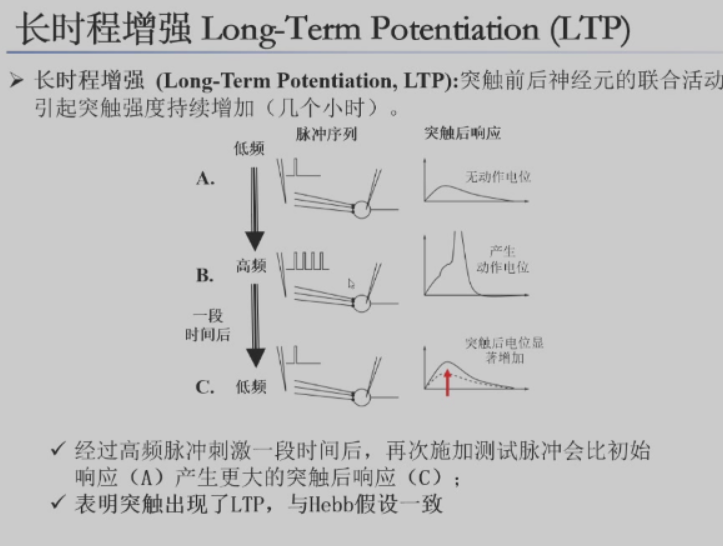 长时程增强 Long-Term Potentiation (LTP)
➢ 长时程增强 (Long-Term Potentiation, LTP):突触前后神经元的联合活动
引起突触强度持续增加（几个小时）。
脉冲序列
突触后响应
低频
A.
无动作电位
B.
高频
产生
动作电位
一段
时间后
C.
低频
突触后电位显
著增加
✓ 经过高频脉冲刺激一段时间后，再次施加测试脉冲会比初始
响应（A）产生更大的突触后响应（C）；
✓ 表明突触出现了LTP，与Hebb假设一致